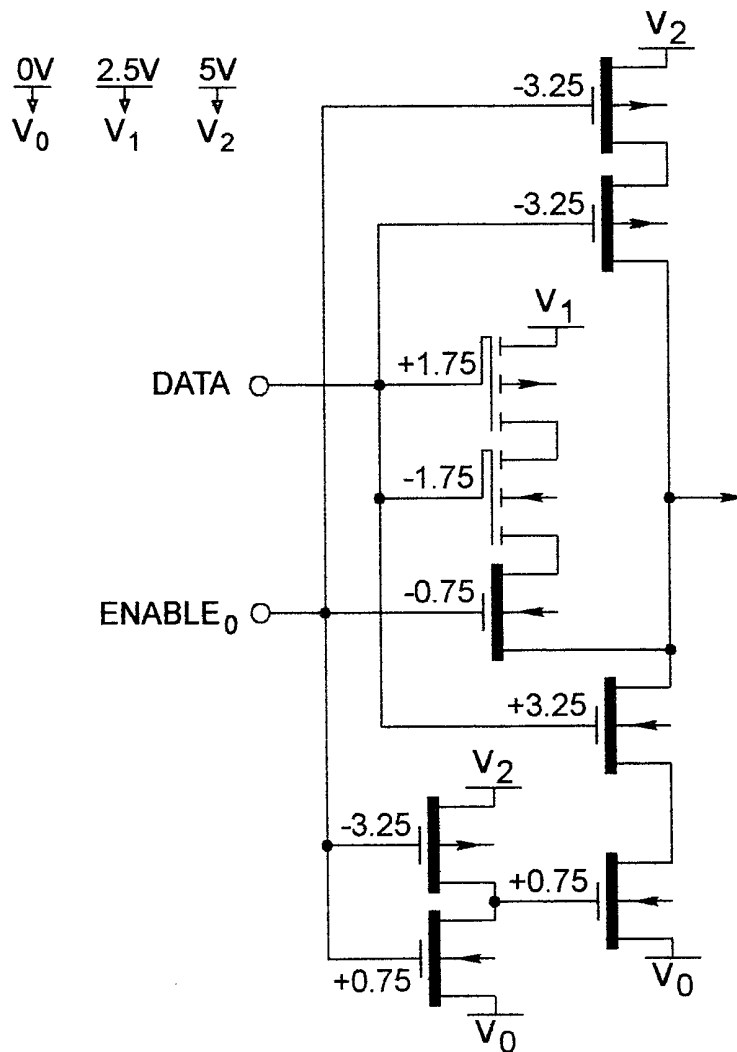 0V 2.5V 5V
V0 V1 V2
V2
-3.25
-3.25
V1
+1.75
DATA
-1.75
-0.75
ENABLE0
+3.25
V2
-3.25
+0.75
+0.75
V0
V0